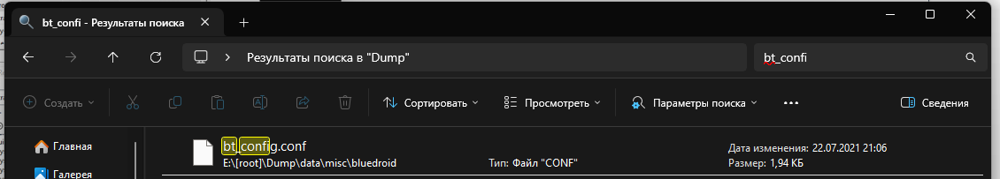 bt_confi - Результаты поиска
Результаты поиска в "Dump"
bt_confi
Создать
Сортировать
Просмотреть
Параметры поиска
Сведения
Главная
bt_config.conf
Дата изменения: 22.07.2021 21:06
E:\[root]\Dump\data\misc\bluedroid
Тип: Файл "CONF"
Размер: 1,94 КБ
Галерея